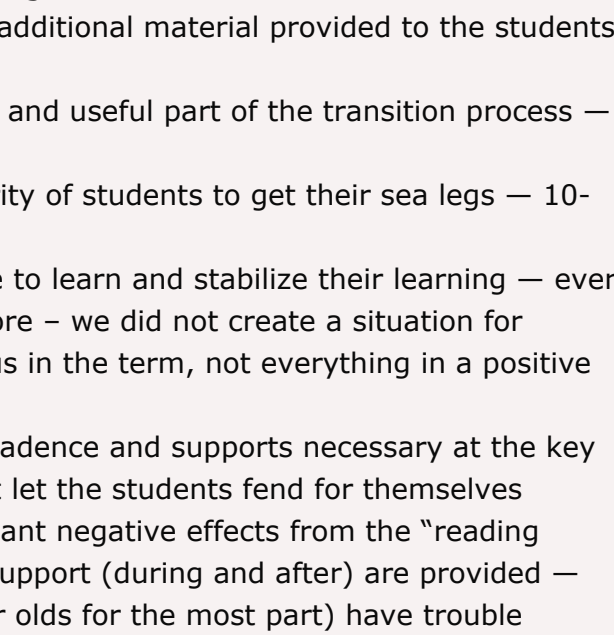 additional material provided to the students
and useful part of the transition process —
ity of students to get their sea legs — 10-
to learn and stabilize their learning — ever
ore – we did not create a situation for
us in the term, not everything in a positive
adence and supports necessary at the key
let the students fend for themselves
ant negative effects from the “reading
upport (during and after) are provided —
r olds for the most part) have trouble